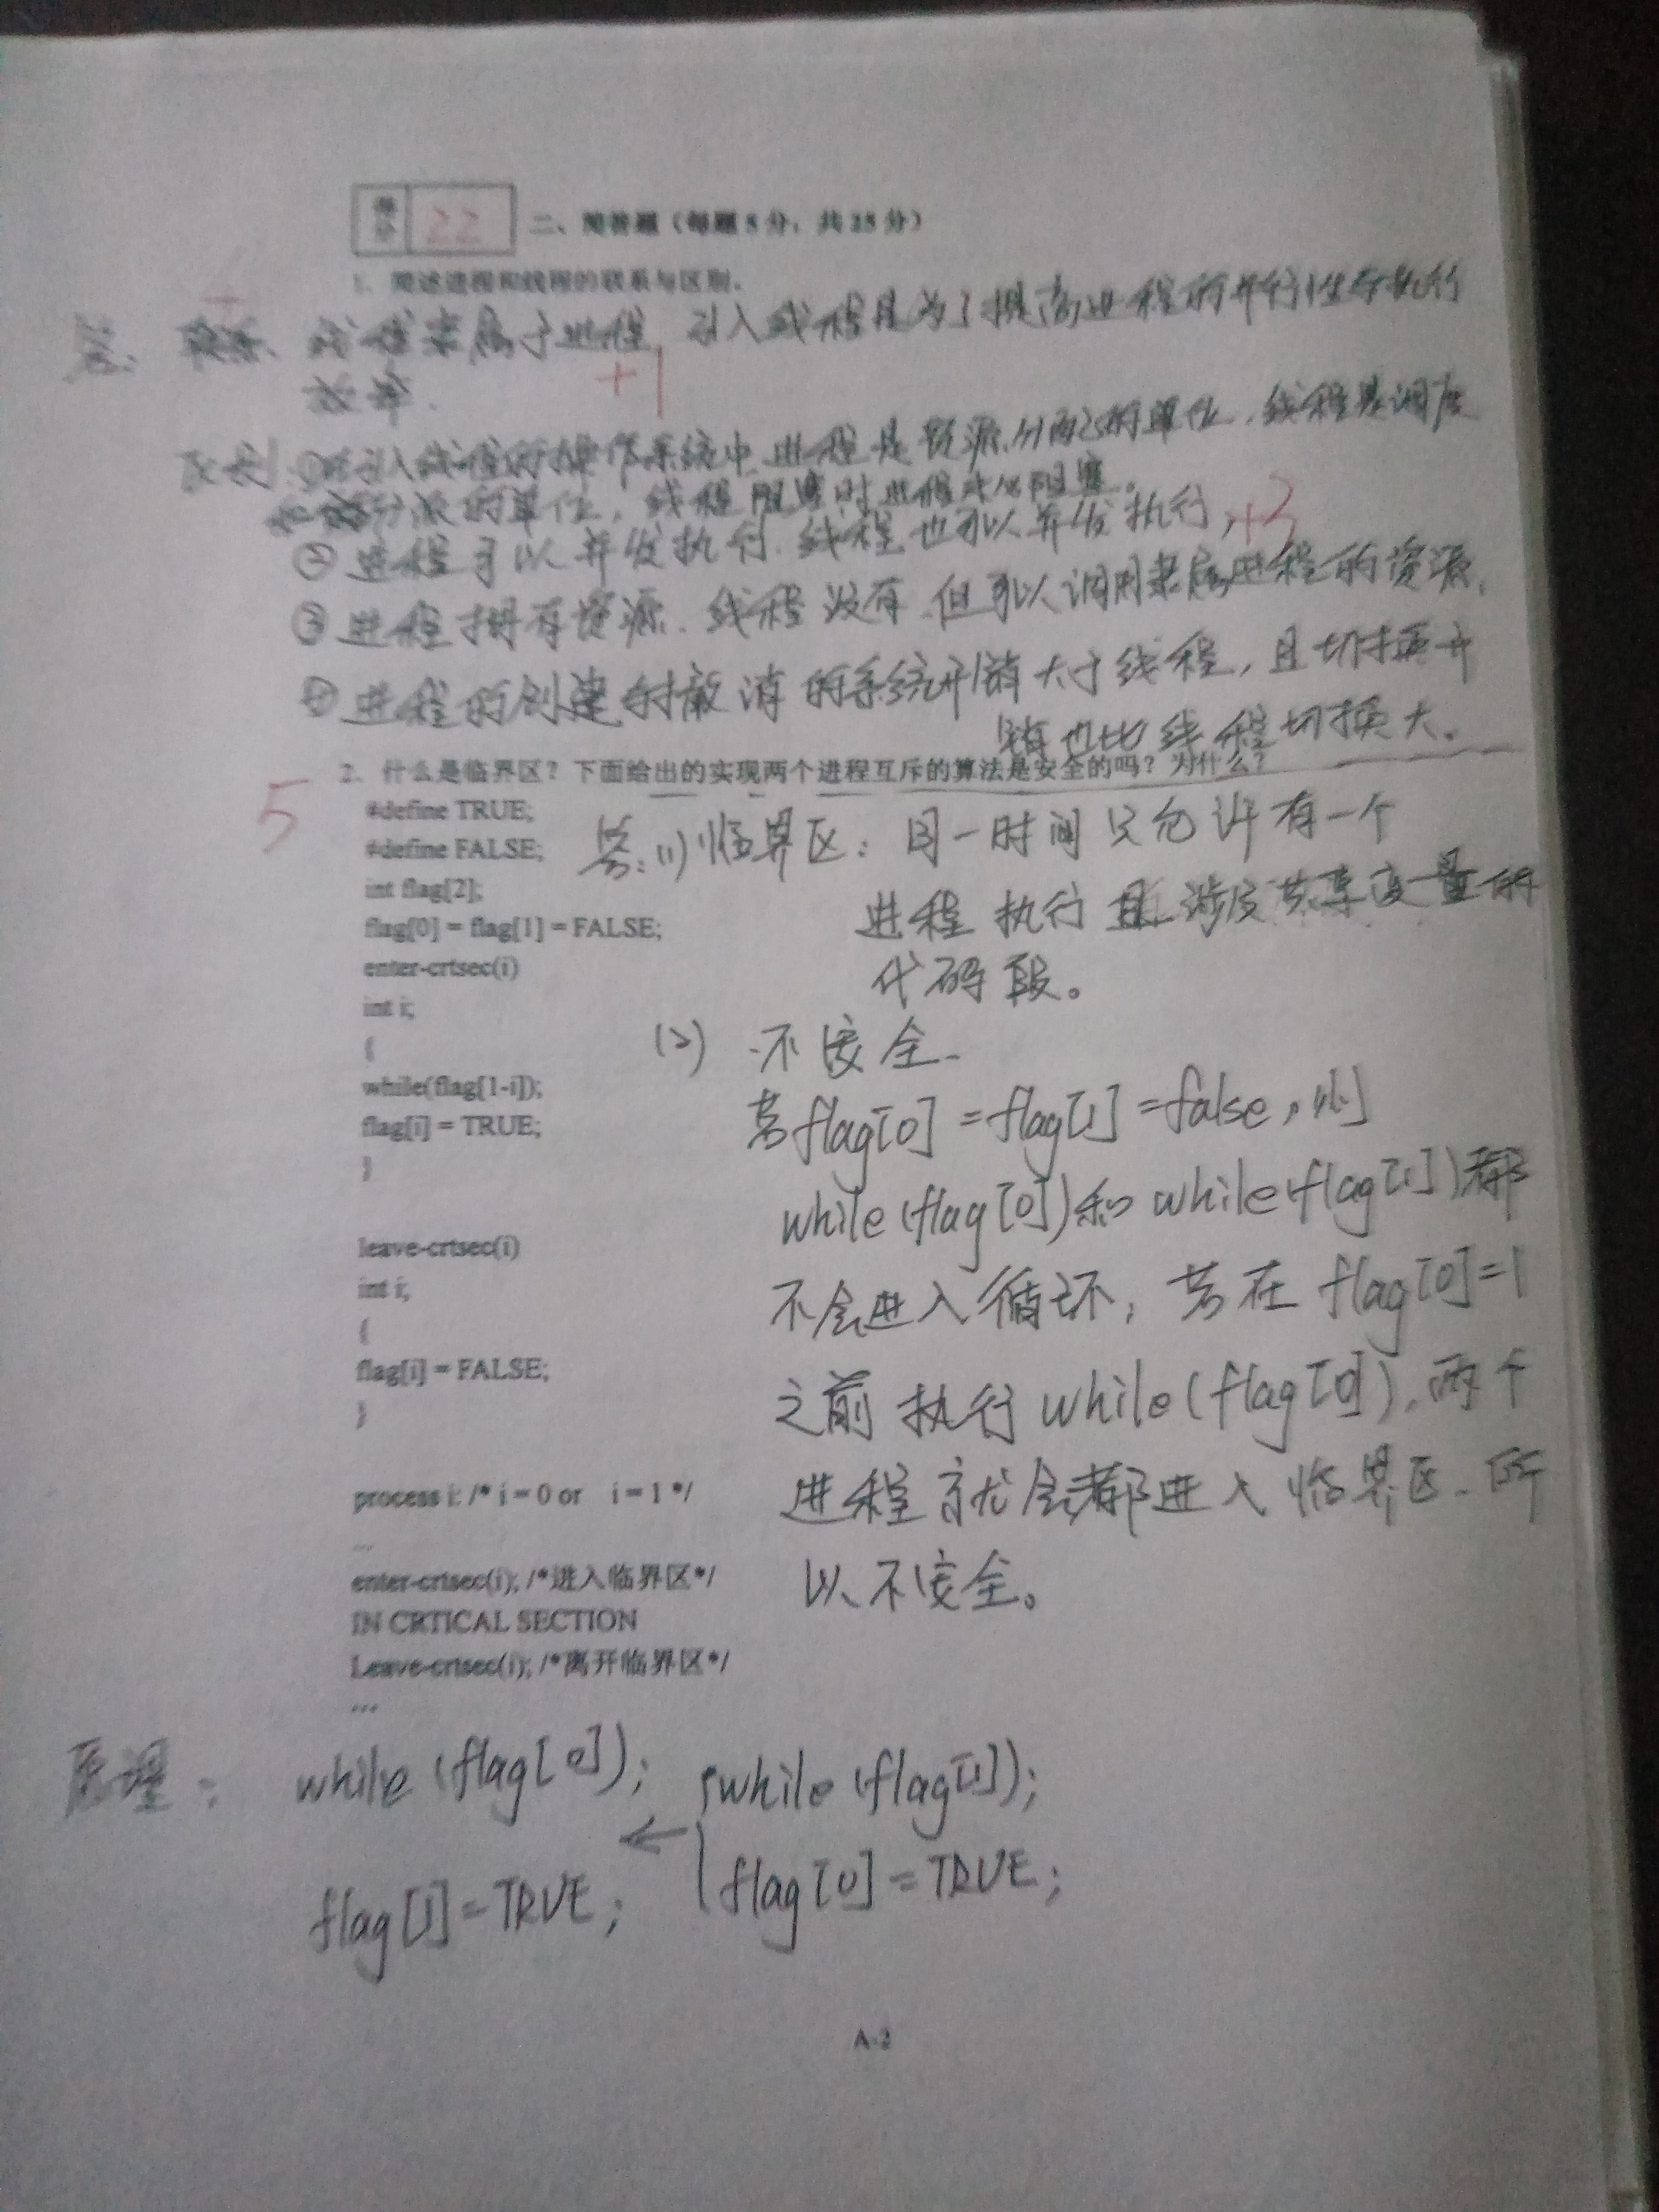 得分 22 二、简答题（每题5分，共25分）
1. 简述进程和线程的联系与区别。
答: 联系、线程隶属于进程, 引入线程是为了提高进程的并行性与执行
效率.
+1
区别:①在引入线程的操作系统中,进程是资源分配的单位,线程是调度
和分派的单位,线程阻塞时进程
② 进程可以并发执行.线程也可以并发执行,
+3
③ 进程拥有资源.线程没有.但可以调用隶属进程的资源.
④ 进程的创建与撤消的系统开销大于线程,且切换开
销也比线程切换大。
5
2. 什么是临界区？下面给出的实现两个进程互斥的算法是安全的吗？为什么？
#define TRUE;
#define FALSE;
int flag[2];
flag[0] = flag[1] = FALSE;
enter-crtsec(i)
int i;
{
while(flag[1-i]);
flag[i] = TRUE;
}
leave-crtsec(i)
int i;
{
flag[i] = FALSE;
}
process i: /* i = 0 or i = 1 */
...
enter-crtsec(i); /*进入临界区*/
IN CRTICAL SECTION
Leave-crtsec(i); /*离开临界区*/
...
答:(1)临界区: 同一时间只允许有一个
进程执行且涉及共享变量的
代码段。
(2) 不安全.
若flag[0]=flag[1]=false,则
while(flag[0])和while(flag[1])都
不会进入循环, 若在flag[0]=1
之前执行while(flag[0]).两个
进程就会都进入临界区.所
以不安全。
原理: while(flag[0]); while(flag[1]);
←
flag[1]=TRUE; flag[0]=TRUE;
A-2